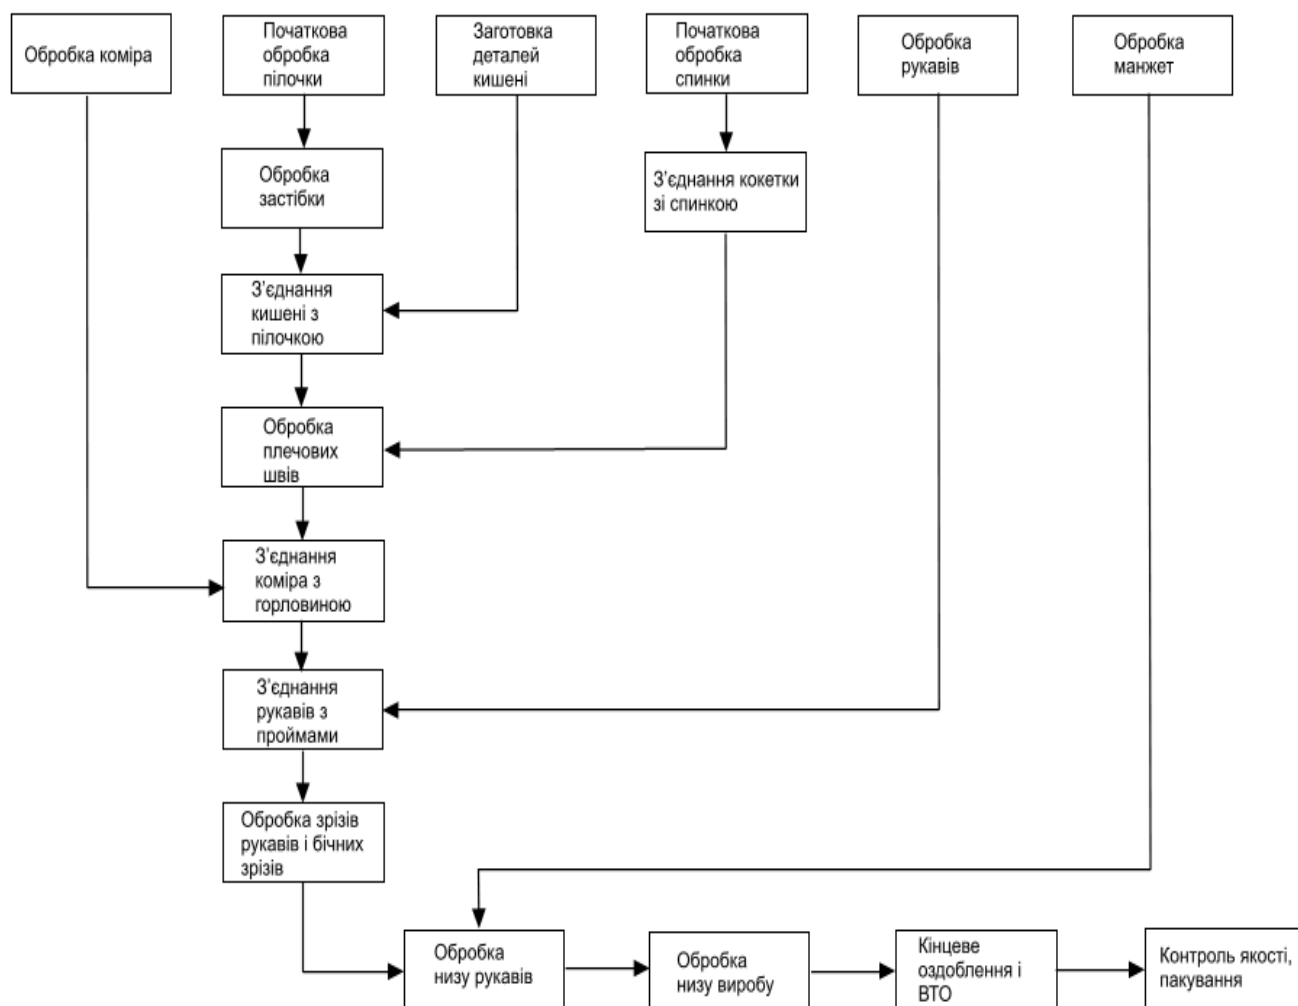 Обробка коміра
Початкова
обробка
пілочки
Заготовка
деталей
кишені
Початкова
обробка
спинки
Обробка
рукавів
Обробка
манжет
Обробка
застібки
З'єднання кокетки
зі спинкою
З'єднання
кишені з
пілочкою
Обробка
плечових
швів
З'єднання
коміра з
горловиною
З'єднання
рукавів з
проймами
Обробка зрізів
рукавів і бічних
зрізів
Обробка
низу рукавів
Обробка
низу виробу
Кінцеве
оздоблення і
ВТО
Контроль якості,
пакування